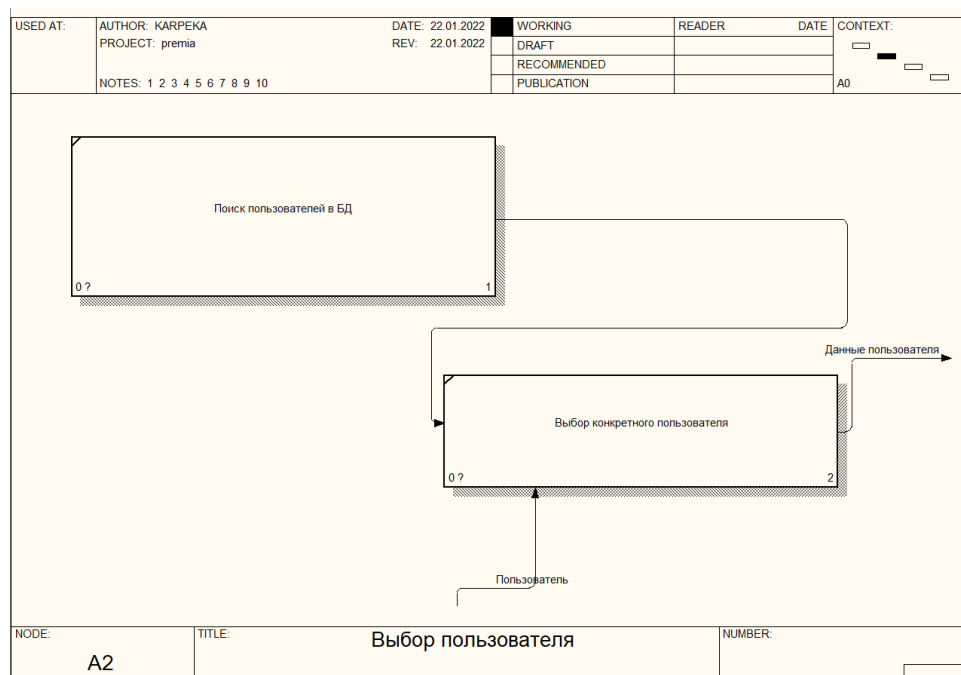 USED AT:
AUTHOR: KARPEKA
DATE: 22.01.2022
WORKING
READER
DATE
CONTEXT:
PROJECT: premia
REV: 22.01.2022
DRAFT
RECOMMENDED
NOTES: 1 2 3 4 5 6 7 8 9 10
PUBLICATION
A0
Поиск пользователей в БД
0 ?
1
Данные пользователя
Выбор конкретного пользователя
0 ?
2
Пользователь
NODE:
TITLE:
Выбор пользователя
NUMBER:
A2